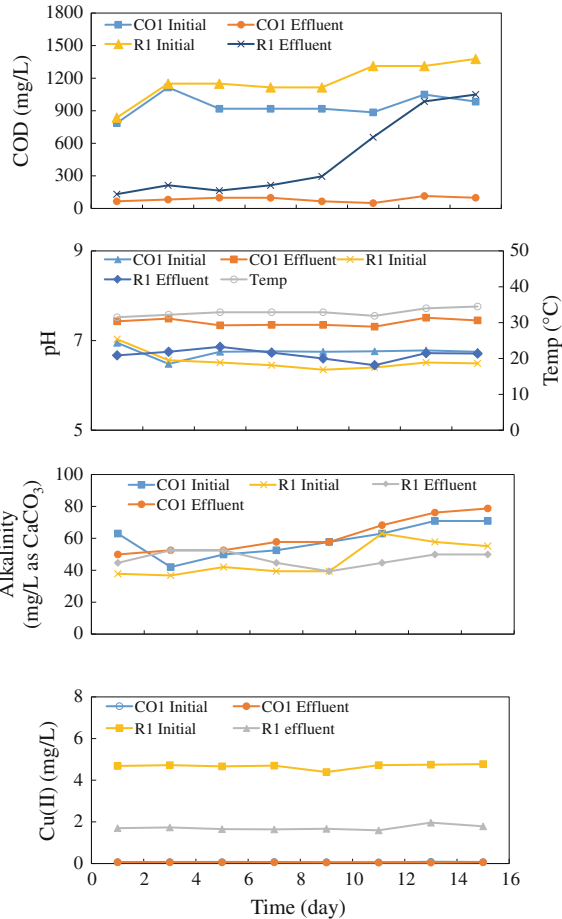 1800
1500
1200
900
600
300
0
COD (mg/L)
CO1 Initial
CO1 Effluent
R1 Initial
R1 Effluent
9
7
5
pH
CO1 Initial
CO1 Effluent
R1 Initial
R1 Effluent
Temp
50
40
30
20
10
0
Temp (°C)
100
80
60
40
20
0
Alkalinity
(mg/L as CaCO3)
CO1 Initial
R1 Initial
R1 Effluent
CO1 Effluent
8
6
4
2
0
Cu(II) (mg/L)
CO1 Initial
CO1 Effluent
R1 Initial
R1 effluent
0 2 4 6 8 10 12 14 16
Time (day)